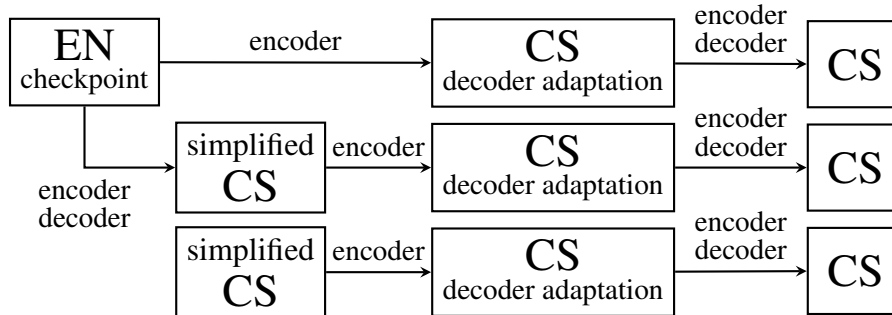 EN
checkpoint
encoder
CS
decoder adaptation
encoder
decoder
CS
encoder
decoder
simplified
CS
encoder
CS
decoder adaptation
encoder
decoder
CS
simplified
CS
encoder
CS
decoder adaptation
encoder
decoder
CS